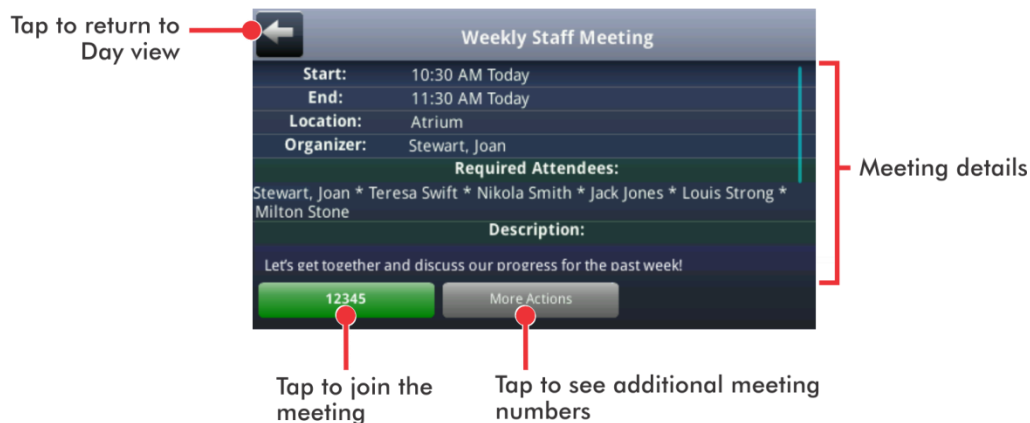 Tap to return to
Day view
Weekly Staff Meeting
Start: 10:30 AM Today
End: 11:30 AM Today
Location: Atrium
Organizer: Stewart, Joan
Required Attendees:
Stewart, Joan * Teresa Swift * Nikola Smith * Jack Jones * Louis Strong *
Milton Stone
Description:
Let's get together and discuss our progress for the past week!
Meeting details
12345 More Actions
Tap to join the
meeting
Tap to see additional meeting
numbers